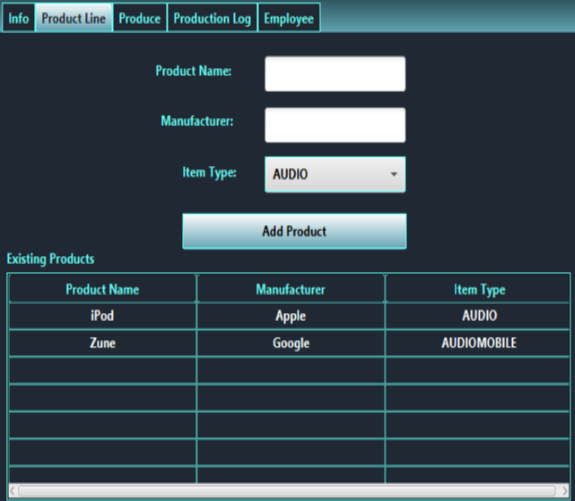 Info Product Line Produce Production Log Employee
Product Name:
Manufacturer:
Item Type: AUDIO
Add Product
Existing Products
Product Name Manufacturer Item Type
iPod Apple AUDIO
Zune Google AUDIOMOBILE